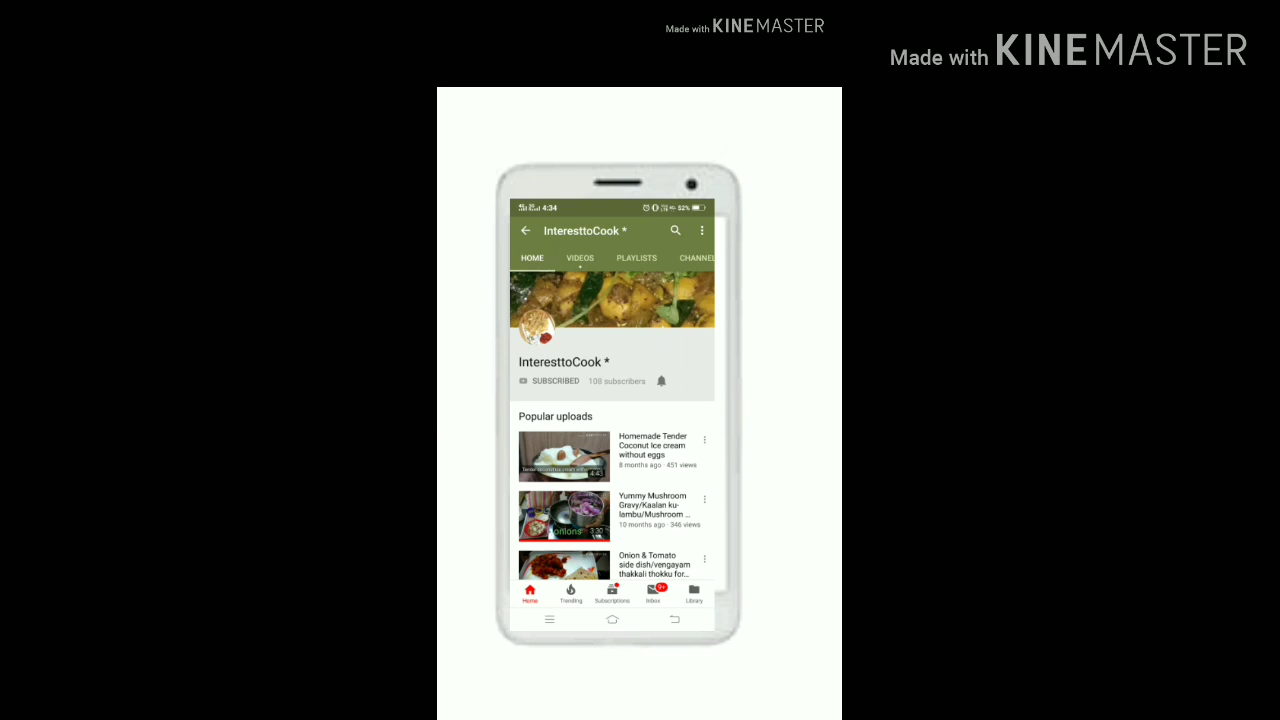 Made with KINEMASTER
Made with KINEMASTER
4:34
52%
InteresttoCook *
HOME VIDEOS PLAYLISTS CHANNEL
InteresttoCook *
SUBSCRIBED 108 subscribers
Popular uploads
Homemade Tender
Coconut Ice cream
without eggs
8 months ago · 451 views
4:43
Yummy Mushroom
Gravy/Kaalan ku-
lambu/Mushroom ...
10 months ago · 346 views
onions 3:30
Onion & Tomato
side dish/vengayam
thakkali thokku for...
9+
Home Trending Subscriptions Inbox Library